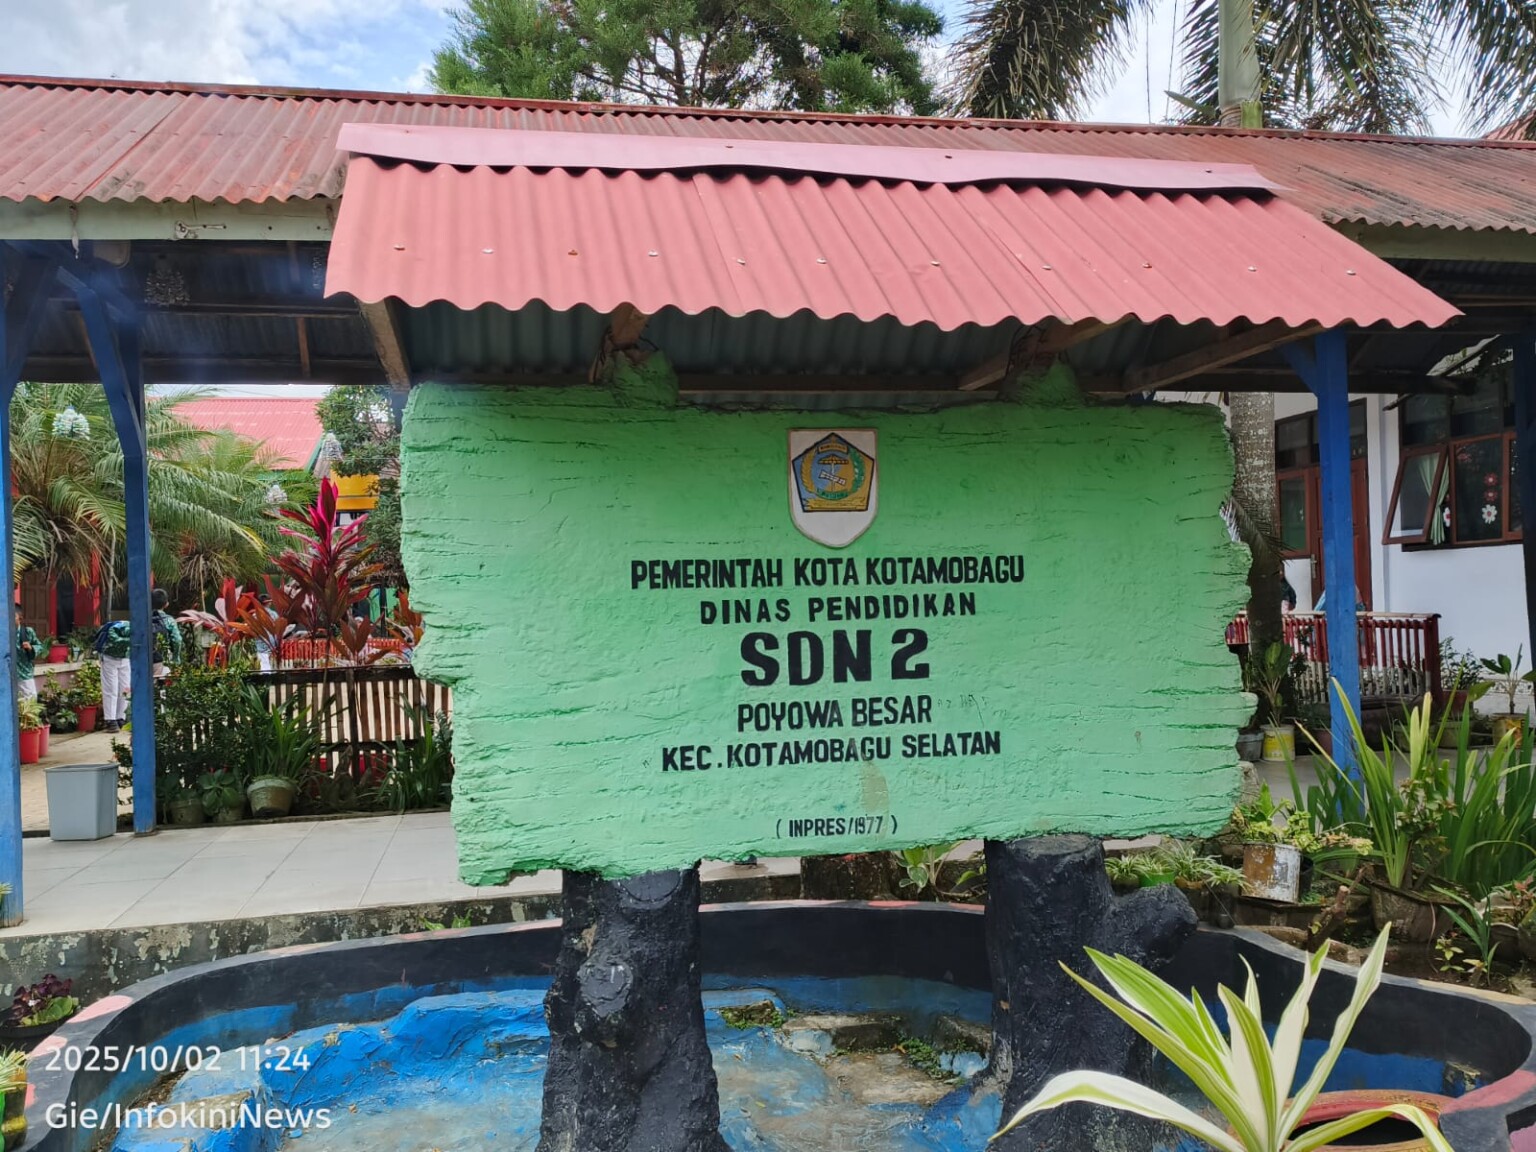 PEMERINTAH KOTA KOTAMOBAGU
DINAS PENDIDIKAN
SDN 2
POYOWA BESAR
KEC. KOTAMOBAGU SELATAN
( INPRES/1977 )
2025/10/02 11:24
Gie/InfokiniNews